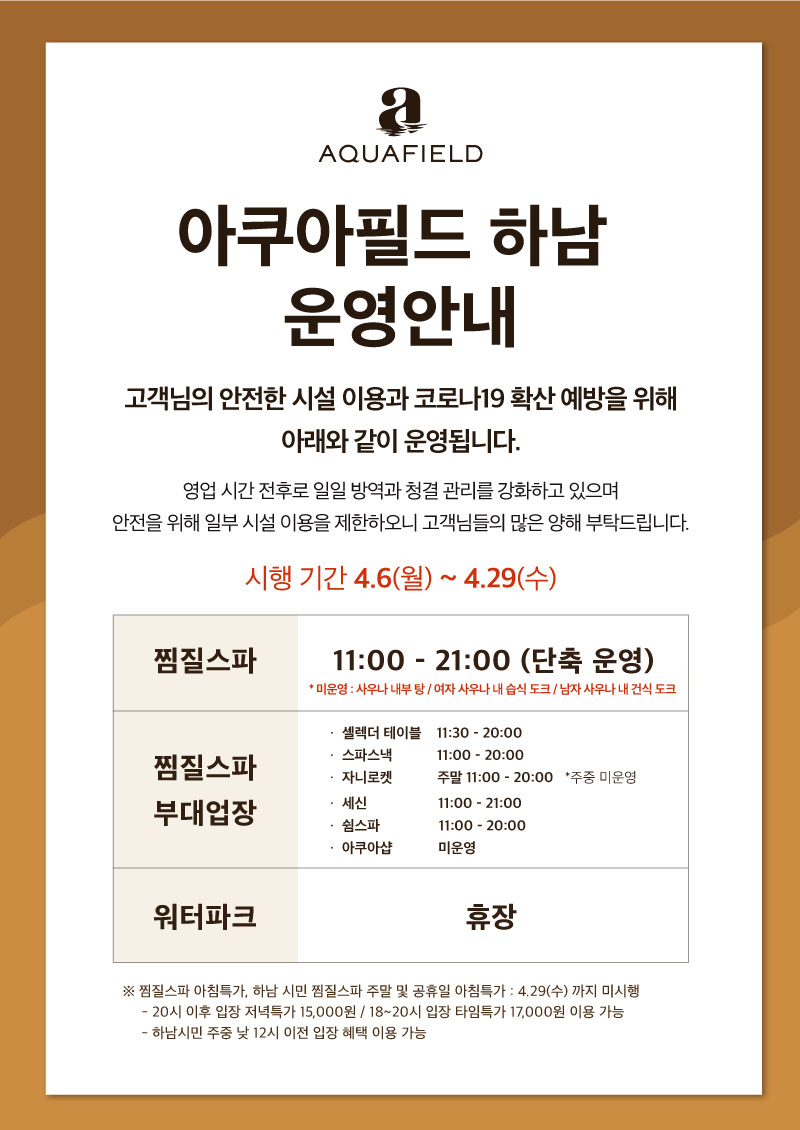 a
AQUAFIELD
아쿠아필드 하남
운영안내
고객님의 안전한 시설 이용과 코로나19 확산 예방을 위해
아래와 같이 운영됩니다.
영업 시간 전후로 일일 방역과 청결 관리를 강화하고 있으며
안전을 위해 일부 시설 이용을 제한하오니 고객님들의 많은 양해 부탁드립니다.
시행 기간 4.6(월) ~ 4.29(수)
찜질스파
11:00 - 21:00 (단축 운영)
* 미운영 : 사우나 내부 탕 / 여자 사우나 내 습식 도크 / 남자 사우나 내 건식 도크
찜질스파
부대업장
· 셀렉더 테이블 11:30 - 20:00
· 스파스낵 11:00 - 20:00
· 자니로켓 주말 11:00 - 20:00 *주중 미운영
· 세신 11:00 - 21:00
· 쉼스파 11:00 - 20:00
· 아쿠아샵 미운영
워터파크
휴장
※ 찜질스파 아침특가, 하남 시민 찜질스파 주말 및 공휴일 아침특가 : 4.29(수) 까지 미시행
- 20시 이후 입장 저녁특가 15,000원 / 18~20시 입장 타임특가 17,000원 이용 가능
- 하남시민 주중 낮 12시 이전 입장 혜택 이용 가능